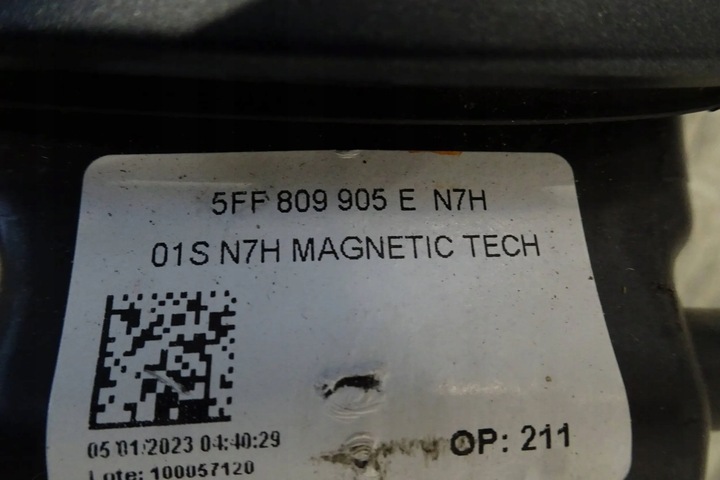 5FF 809 905 E N7H
01S N7H MAGNETIC TECH
05/01/2023 04:40:29
OP: 211
Lote: 100057120